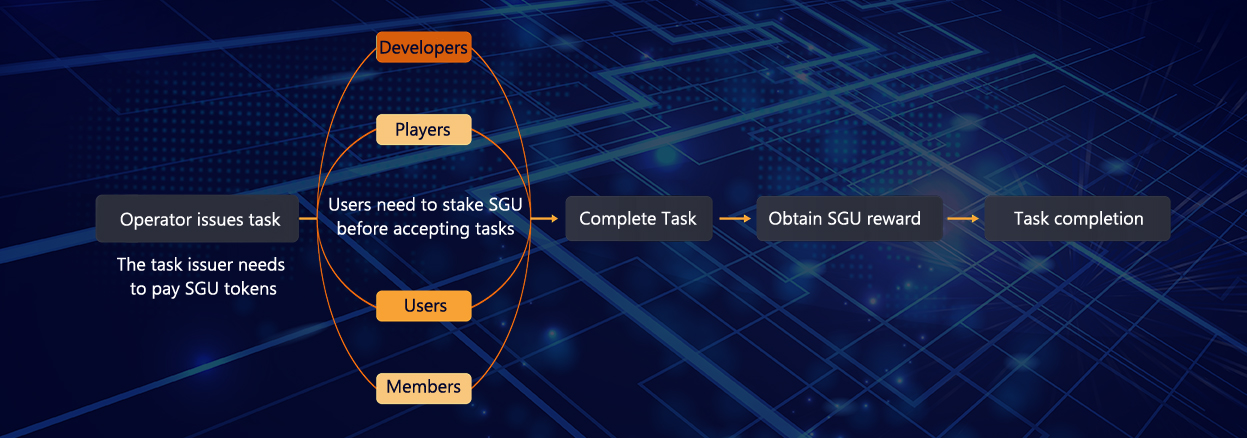 Developers
Players
Operator issues task
The task issuer needs
to pay SGU tokens
Users need to stake SGU
before accepting tasks
Users
Members
Complete Task
Obtain SGU reward
Task completion